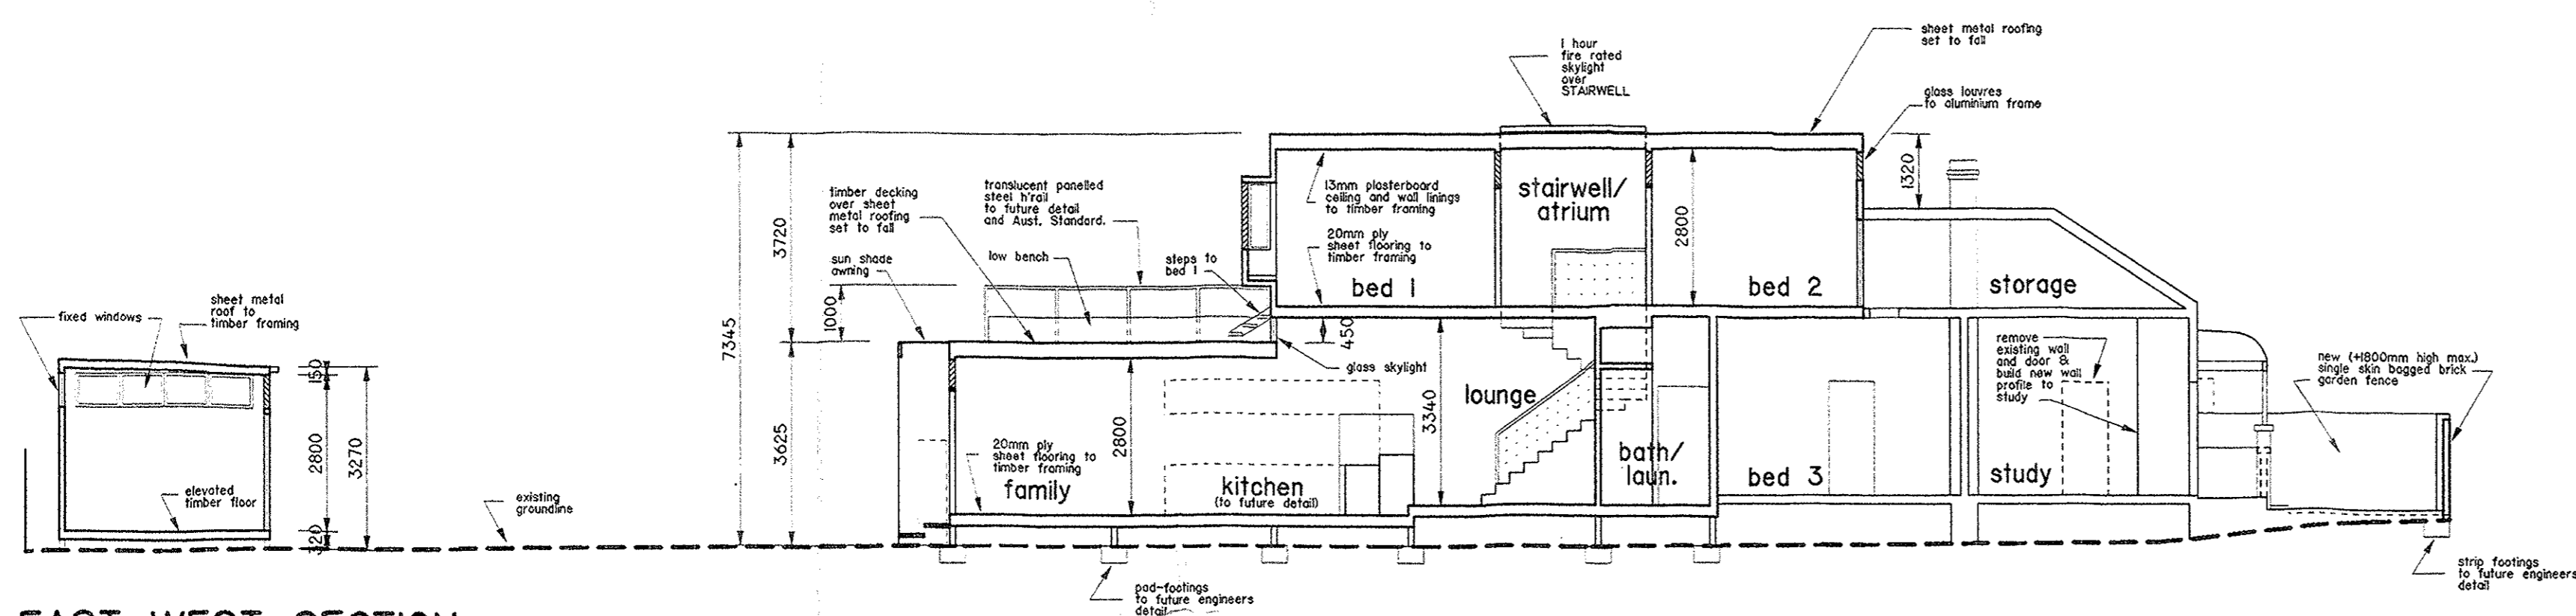 1 hour
fire rated
skylight
over
STAIRWELL
sheet metal roofing
set to fall
glass louvres
to aluminium frame
timber decking
over sheet
metal roofing
set to fall
translucent panelled
steel h'rail
to future detail
and Aust. Standard.
13mm plasterboard
ceiling and wall linings
to timber framing
stairwell/
atrium
2800
1320
3720
20mm ply
sheet flooring to
timber framing
sun shade
awning
low bench
steps to
bed 1
bed 1
bed 2
storage
fixed windows
sheet metal
roof to
timber framing
7345
1000
450
glass skylight
remove
existing wall
and door &
build new wall
profile to
study
new (+1800mm high max.)
single skin bagged brick
garden fence
150
2800
3270
320
elevated
timber floor
existing
groundline
3625
20mm ply
sheet flooring to
timber framing
family
2800
kitchen
(to future detail)
3340
lounge
bath/
laun.
bed 3
study
pad-footings
to future engineers
detail
strip footings
to future engineers
detail
EAST WEST SECTION